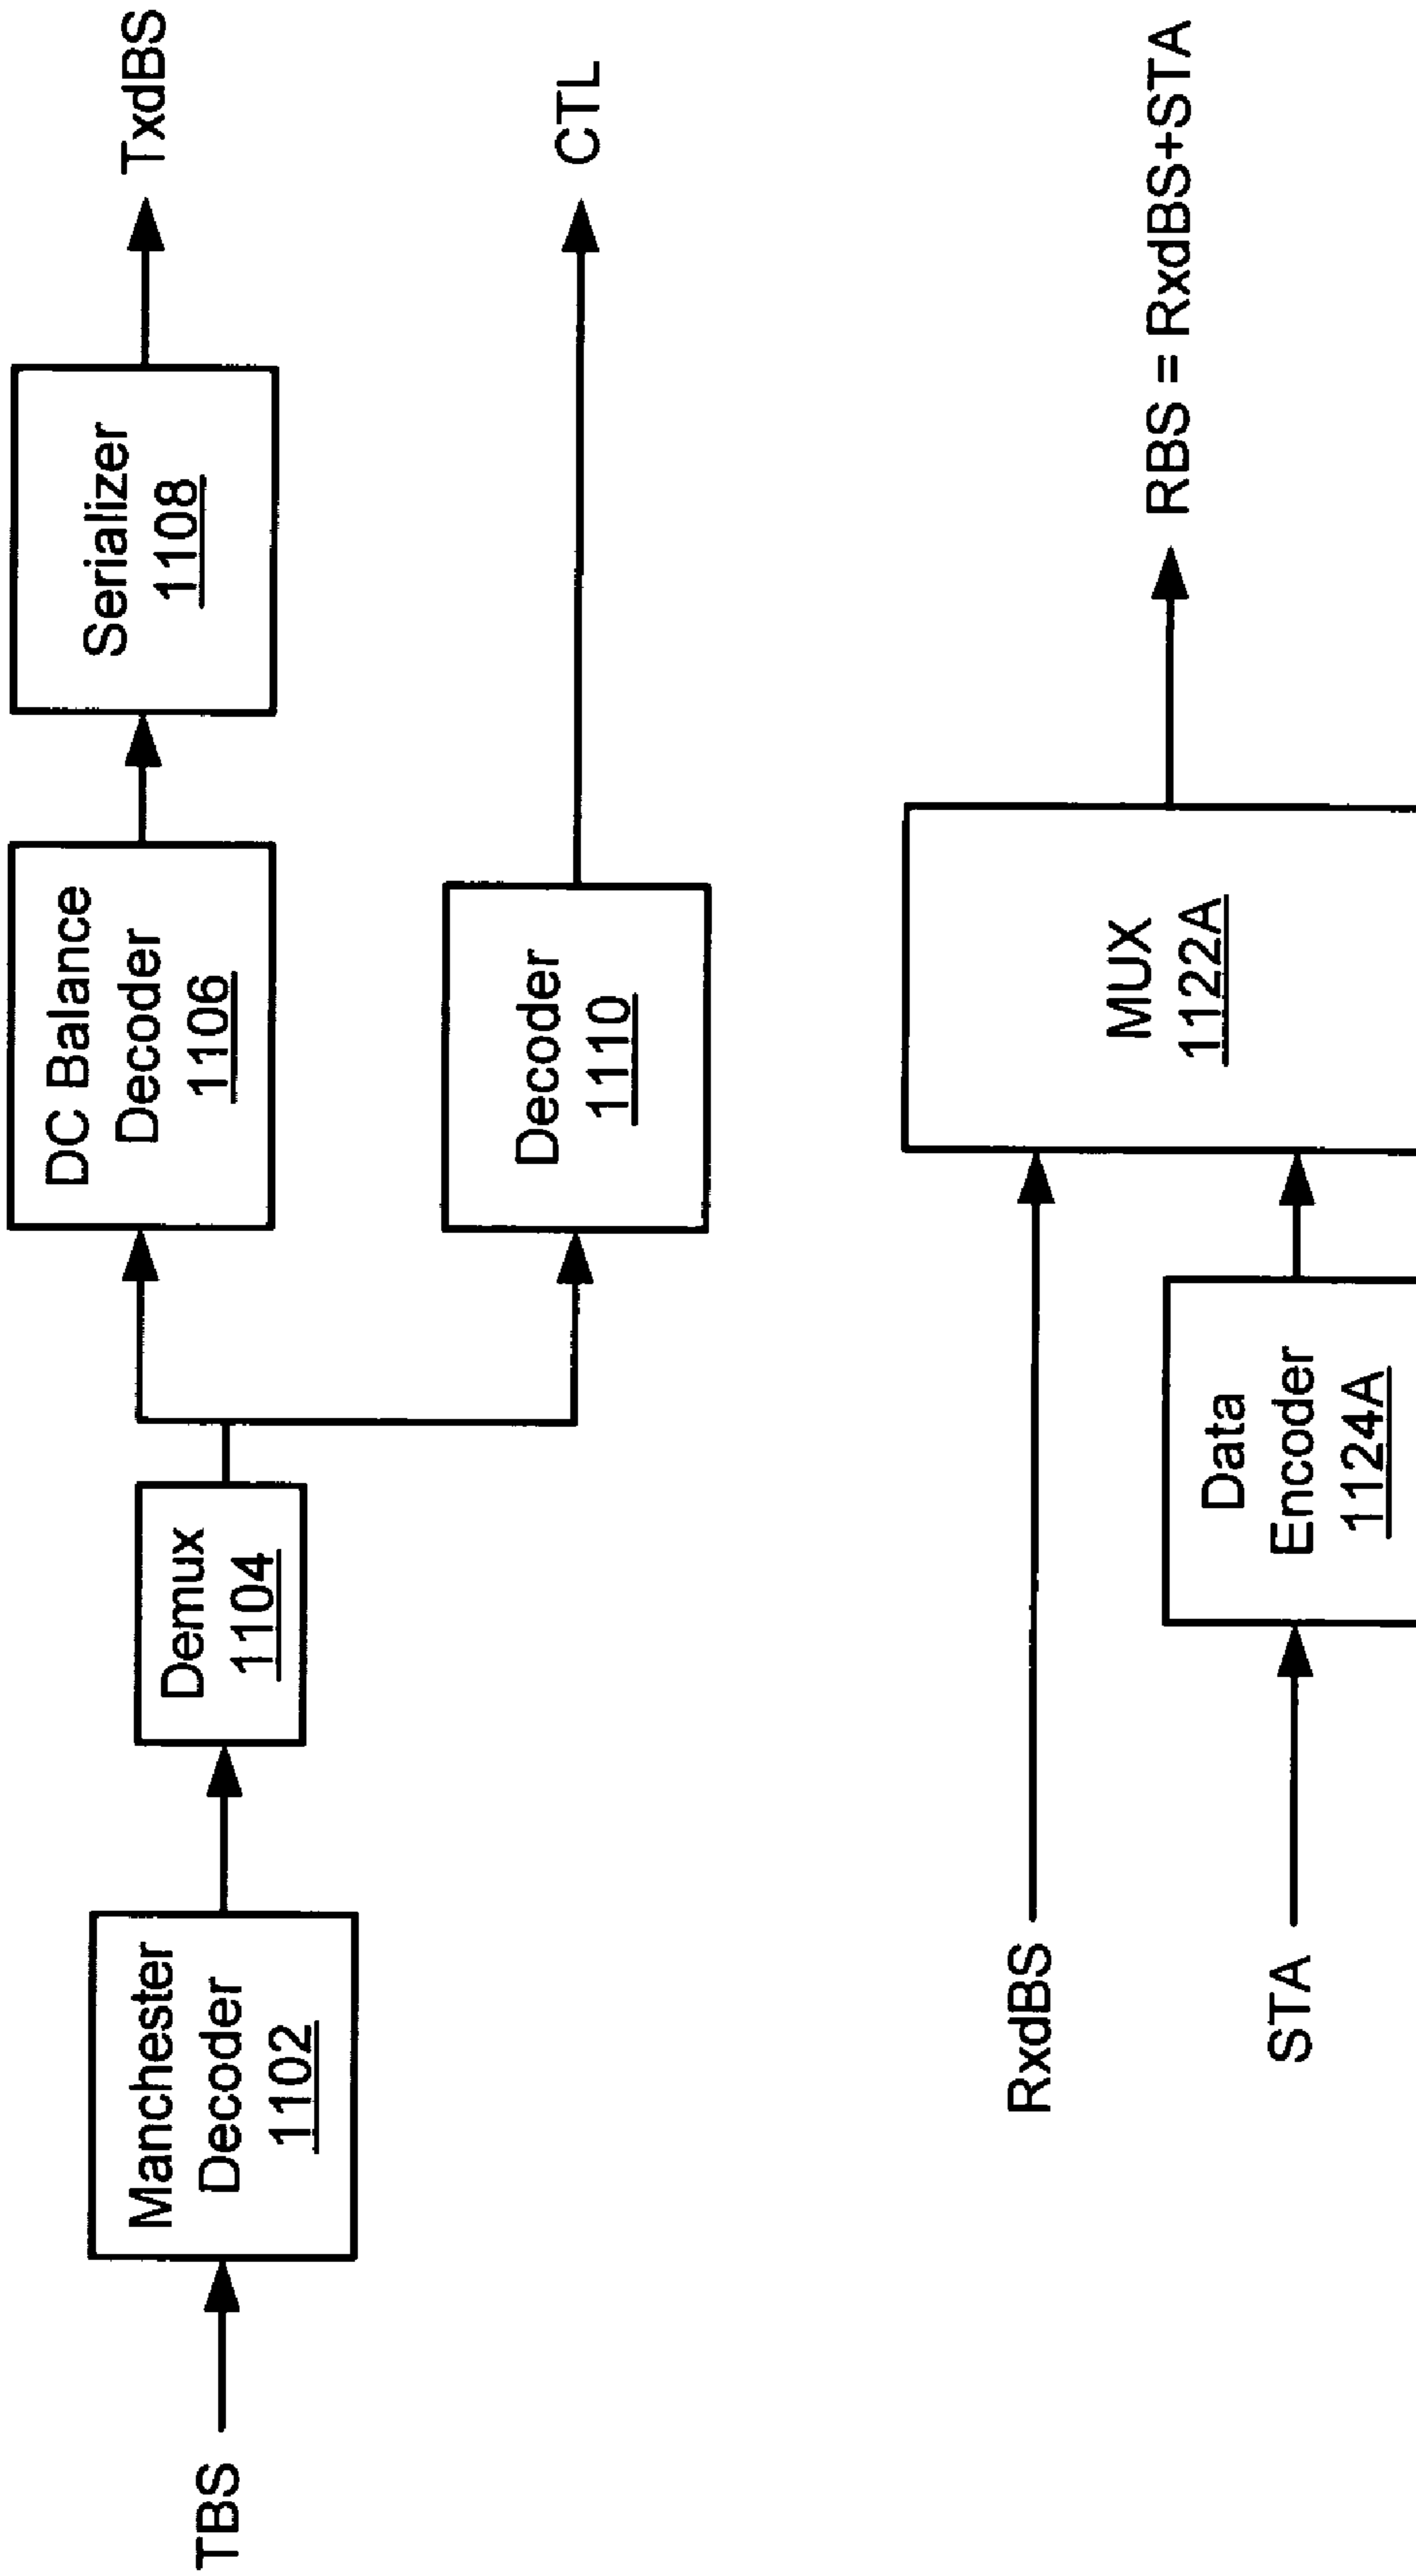 TBS
Manchester
Decoder
1102
Demux
1104
DC Balance
Decoder
1106
Serializer
1108
TxdBS
Decoder
1110
CTL
RxdBS
STA
Data
Encoder
1124A
MUX
1122A
RBS = RxdBS+STA